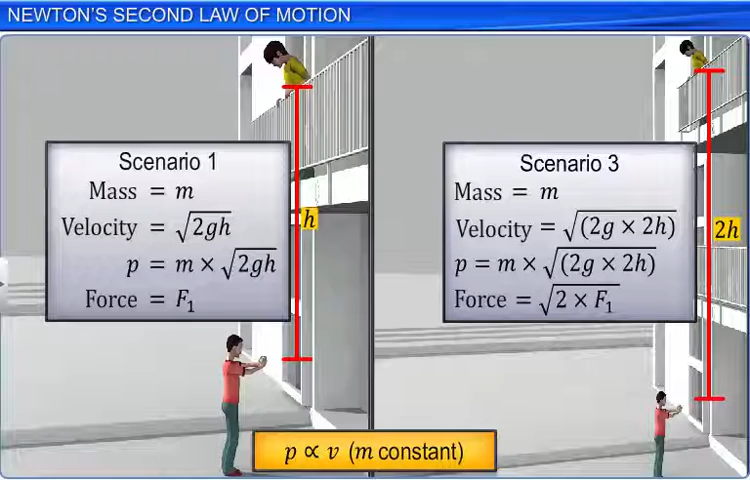 NEWTON'S SECOND LAW OF MOTION
Scenario 1
Mass = m
Velocity = √2gh
p = m × √2gh
Force = F₁
h
Scenario 3
Mass = m
Velocity = √(2g × 2h)
p = m × √(2g × 2h)
Force = √2 × F₁
2h
p ∝ v (m constant)